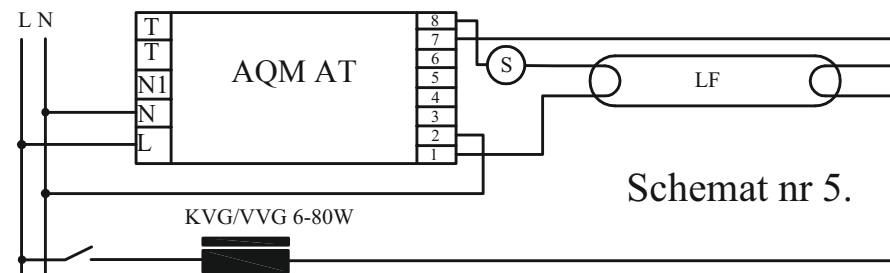 L N
T
T
N1
N
L
AQM AT
8
7
6
5
4
3
2
1
S
LF
Schemat nr 5.
KVG/VVG 6-80W